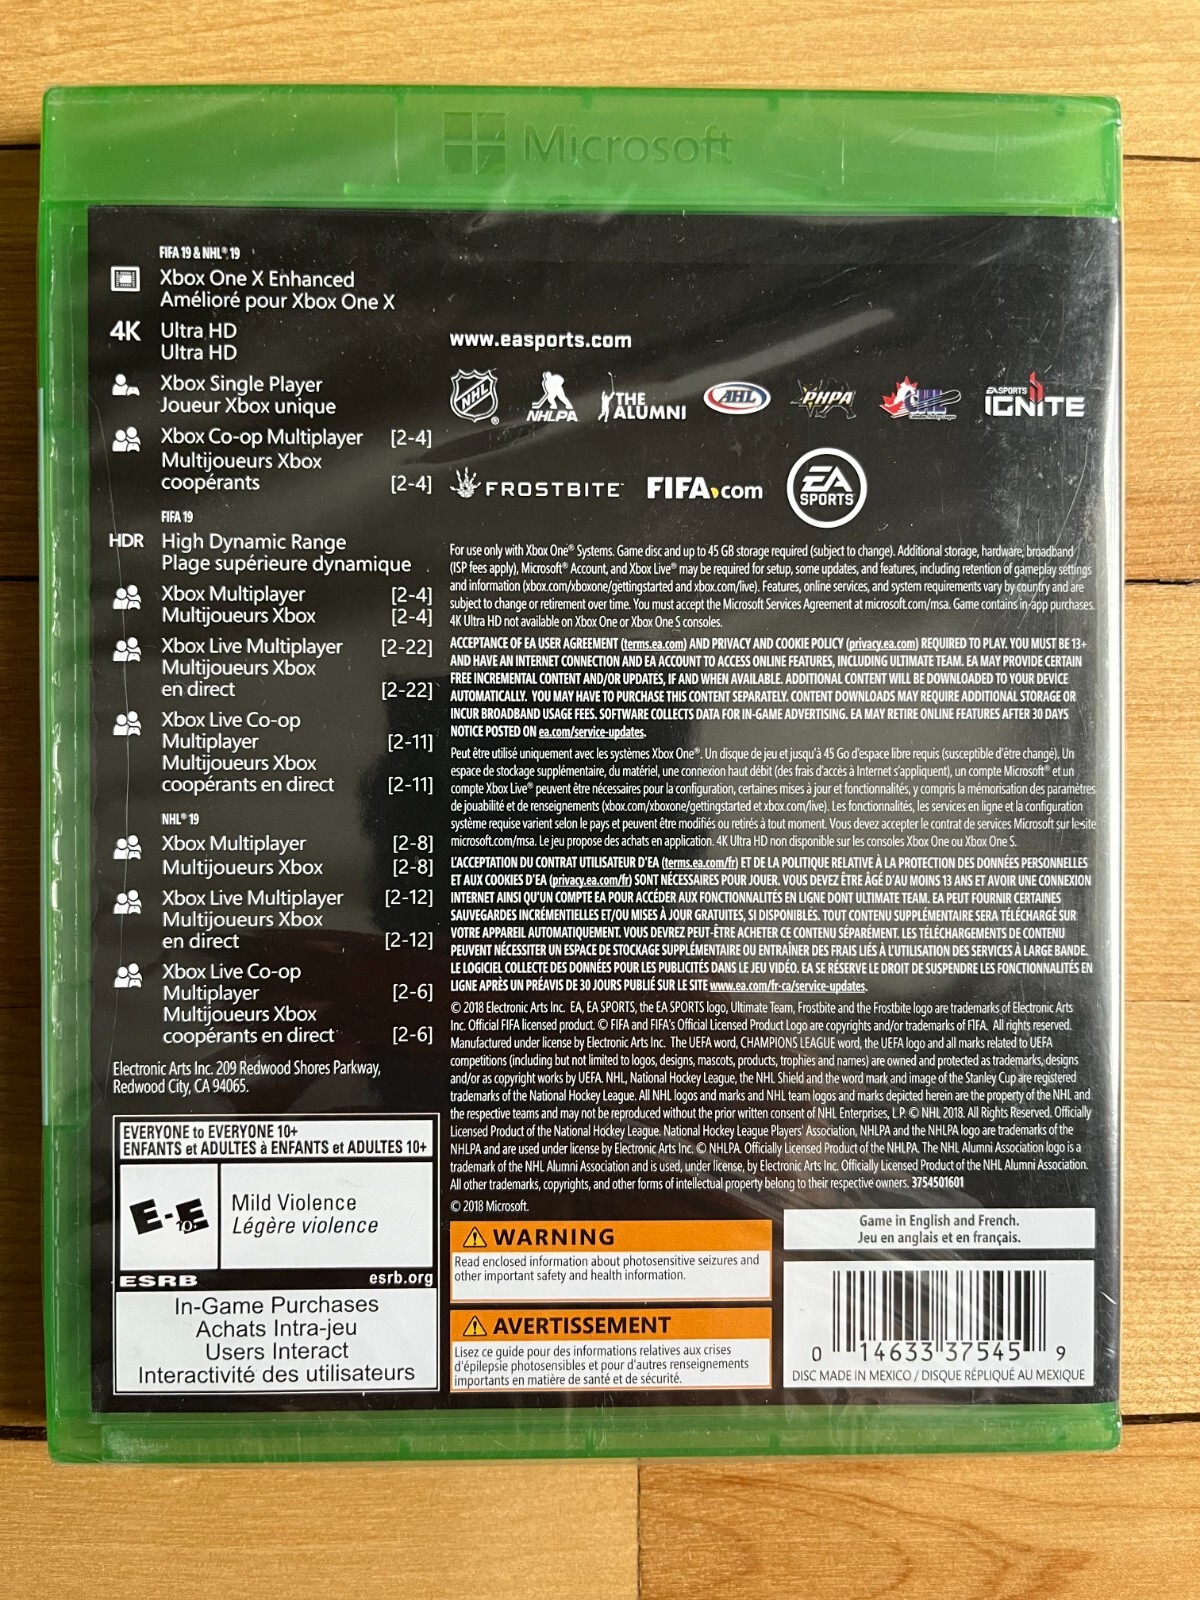 Microsoft
FIFA 19 & NHL® 19
Xbox One X Enhanced
Amélioré pour Xbox One X
4K Ultra HD
Ultra HD
Xbox Single Player
Joueur Xbox unique
Xbox Co-op Multiplayer [2-4]
Multijoueurs Xbox
coopérants [2-4]
FIFA 19
HDR High Dynamic Range
Plage supérieure dynamique
Xbox Multiplayer [2-4]
Multijoueurs Xbox [2-4]
Xbox Live Multiplayer [2-22]
Multijoueurs Xbox
en direct [2-22]
Xbox Live Co-op
Multiplayer [2-11]
Multijoueurs Xbox
coopérants en direct [2-11]
NHL® 19
Xbox Multiplayer [2-8]
Multijoueurs Xbox [2-8]
Xbox Live Multiplayer [2-12]
Multijoueurs Xbox
en direct [2-12]
Xbox Live Co-op
Multiplayer [2-6]
Multijoueurs Xbox
coopérants en direct [2-6]
Electronic Arts Inc. 209 Redwood Shores Parkway,
Redwood City, CA 94065.
EVERYONE to EVERYONE 10+
ENFANTS et ADULTES à ENFANTS et ADULTES 10+
E-E 10+
Mild Violence
Légère violence
ESRB esrb.org
In-Game Purchases
Achats Intra-jeu
Users Interact
Interactivité des utilisateurs
www.easports.com
NHL ® NHLPA THE ALUMNI AHL PHPA EA SPORTS IGNITE
FROSTBITE™ FIFA.com EA SPORTS™
For use only with Xbox One® Systems. Game disc and up to 45 GB storage required (subject to change). Additional storage, hardware, broadband
(ISP fees apply), Microsoft® Account, and Xbox Live® may be required for setup, some updates, and features, including retention of gameplay settings
and information (xbox.com/xboxone/gettingstarted and xbox.com/live). Features, online services, and system requirements vary by country and are
subject to change or retirement over time. You must accept the Microsoft Services Agreement at microsoft.com/msa. Game contains in-app purchases.
4K Ultra HD not available on Xbox One or Xbox One S consoles.
ACCEPTANCE OF EA USER AGREEMENT (terms.ea.com) AND PRIVACY AND COOKIE POLICY (privacy.ea.com) REQUIRED TO PLAY. YOU MUST BE 13+
AND HAVE AN INTERNET CONNECTION AND EA ACCOUNT TO ACCESS ONLINE FEATURES, INCLUDING ULTIMATE TEAM. EA MAY PROVIDE CERTAIN
FREE INCREMENTAL CONTENT AND/OR UPDATES, IF AND WHEN AVAILABLE. ADDITIONAL CONTENT WILL BE DOWNLOADED TO YOUR DEVICE
AUTOMATICALLY. YOU MAY HAVE TO PURCHASE THIS CONTENT SEPARATELY. CONTENT DOWNLOADS MAY REQUIRE ADDITIONAL STORAGE OR
INCUR BROADBAND USAGE FEES. SOFTWARE COLLECTS DATA FOR IN-GAME ADVERTISING. EA MAY RETIRE ONLINE FEATURES AFTER 30 DAYS
NOTICE POSTED ON ea.com/service-updates.
Peut être utilisé uniquement avec les systèmes Xbox One®. Un disque de jeu et jusqu'à 45 Go d'espace libre requis (susceptible d'être changé). Un
espace de stockage supplémentaire, du matériel, une connexion haut débit (des frais d'accès à Internet s'appliquent), un compte Microsoft® et un
compte Xbox Live® peuvent être nécessaires pour la configuration, certaines mises à jour et fonctionnalités, y compris la mémorisation des paramètres
de jouabilité et de renseignements (xbox.com/xboxone/gettingstarted et xbox.com/live). Les fonctionnalités, les services en ligne et la configuration
système requise varient selon le pays et peuvent être modifiés ou retirés à tout moment. Vous devez accepter le contrat de services Microsoft sur le site
microsoft.com/msa. Le jeu propose des achats en application. 4K Ultra HD non disponible sur les consoles Xbox One ou Xbox One S.
L'ACCEPTATION DU CONTRAT UTILISATEUR D'EA (terms.ea.com/fr) ET DE LA POLITIQUE RELATIVE À LA PROTECTION DES DONNÉES PERSONNELLES
ET AUX COOKIES D'EA (privacy.ea.com/fr) SONT NÉCESSAIRES POUR JOUER. VOUS DEVEZ ÊTRE ÂGÉ D'AU MOINS 13 ANS ET AVOIR UNE CONNEXION
INTERNET AINSI QU'UN COMPTE EA POUR ACCÉDER AUX FONCTIONNALITÉS EN LIGNE DONT ULTIMATE TEAM. EA PEUT FOURNIR CERTAINES
SAUVEGARDES INCRÉMENTIELLES ET/OU MISES À JOUR GRATUITES, SI DISPONIBLES. TOUT CONTENU SUPPLÉMENTAIRE SERA TÉLÉCHARGÉ SUR
VOTRE APPAREIL AUTOMATIQUEMENT. VOUS DEVREZ PEUT-ÊTRE ACHETER CE CONTENU SÉPARÉMENT. LES TÉLÉCHARGEMENTS DE CONTENU
PEUVENT NÉCESSITER UN ESPACE DE STOCKAGE SUPPLÉMENTAIRE OU ENTRAÎNER DES FRAIS LIÉS À L'UTILISATION DES SERVICES À LARGE BANDE.
LE LOGICIEL COLLECTE DES DONNÉES POUR LES PUBLICITÉS DANS LE JEU VIDÉO. EA SE RÉSERVE LE DROIT DE SUSPENDRE LES FONCTIONNALITÉS EN
LIGNE APRÈS UN PRÉAVIS DE 30 JOURS PUBLIÉ SUR LE SITE www.ea.com/fr-ca/service-updates.
© 2018 Electronic Arts Inc. EA, EA SPORTS, the EA SPORTS logo, Ultimate Team, Frostbite and the Frostbite logo are trademarks of Electronic Arts
Inc. Official FIFA licensed product. © FIFA and FIFA's Official Licensed Product Logo are copyrights and/or trademarks of FIFA. All rights reserved.
Manufactured under license by Electronic Arts Inc. The UEFA word, CHAMPIONS LEAGUE word, the UEFA logo and all marks related to UEFA
competitions (including but not limited to logos, designs, mascots, products, trophies and names) are owned and protected as trademarks, designs
and/or as copyright works by UEFA. NHL, National Hockey League, the NHL Shield and the word mark and image of the Stanley Cup are registered
trademarks of the National Hockey League. All NHL logos and marks and NHL team logos and marks depicted herein are the property of the NHL and
the respective teams and may not be reproduced without the prior written consent of NHL Enterprises, L.P. © NHL 2018. All Rights Reserved. Officially
Licensed Product of the National Hockey League. National Hockey League Players' Association, NHLPA and the NHLPA logo are trademarks of the
NHLPA and are used under license by Electronic Arts Inc. © NHLPA. Officially Licensed Product of the NHLPA. The NHL Alumni Association logo is a
trademark of the NHL Alumni Association and is used, under license, by Electronic Arts Inc. Officially Licensed Product of the NHL Alumni Association.
All other trademarks, copyrights, and other forms of intellectual property belong to their respective owners. 3754501601
© 2018 Microsoft.
WARNING
Read enclosed information about photosensitive seizures and
other important safety and health information.
AVERTISSEMENT
Lisez ce guide pour des informations relatives aux crises
d'épilepsie photosensibles et pour d'autres renseignements
importants en matière de santé et de sécurité.
Game in English and French.
Jeu en anglais et en français.
0 14633 37545 9
DISC MADE IN MEXICO / DISQUE RÉPLIQUÉ AU MEXIQUE